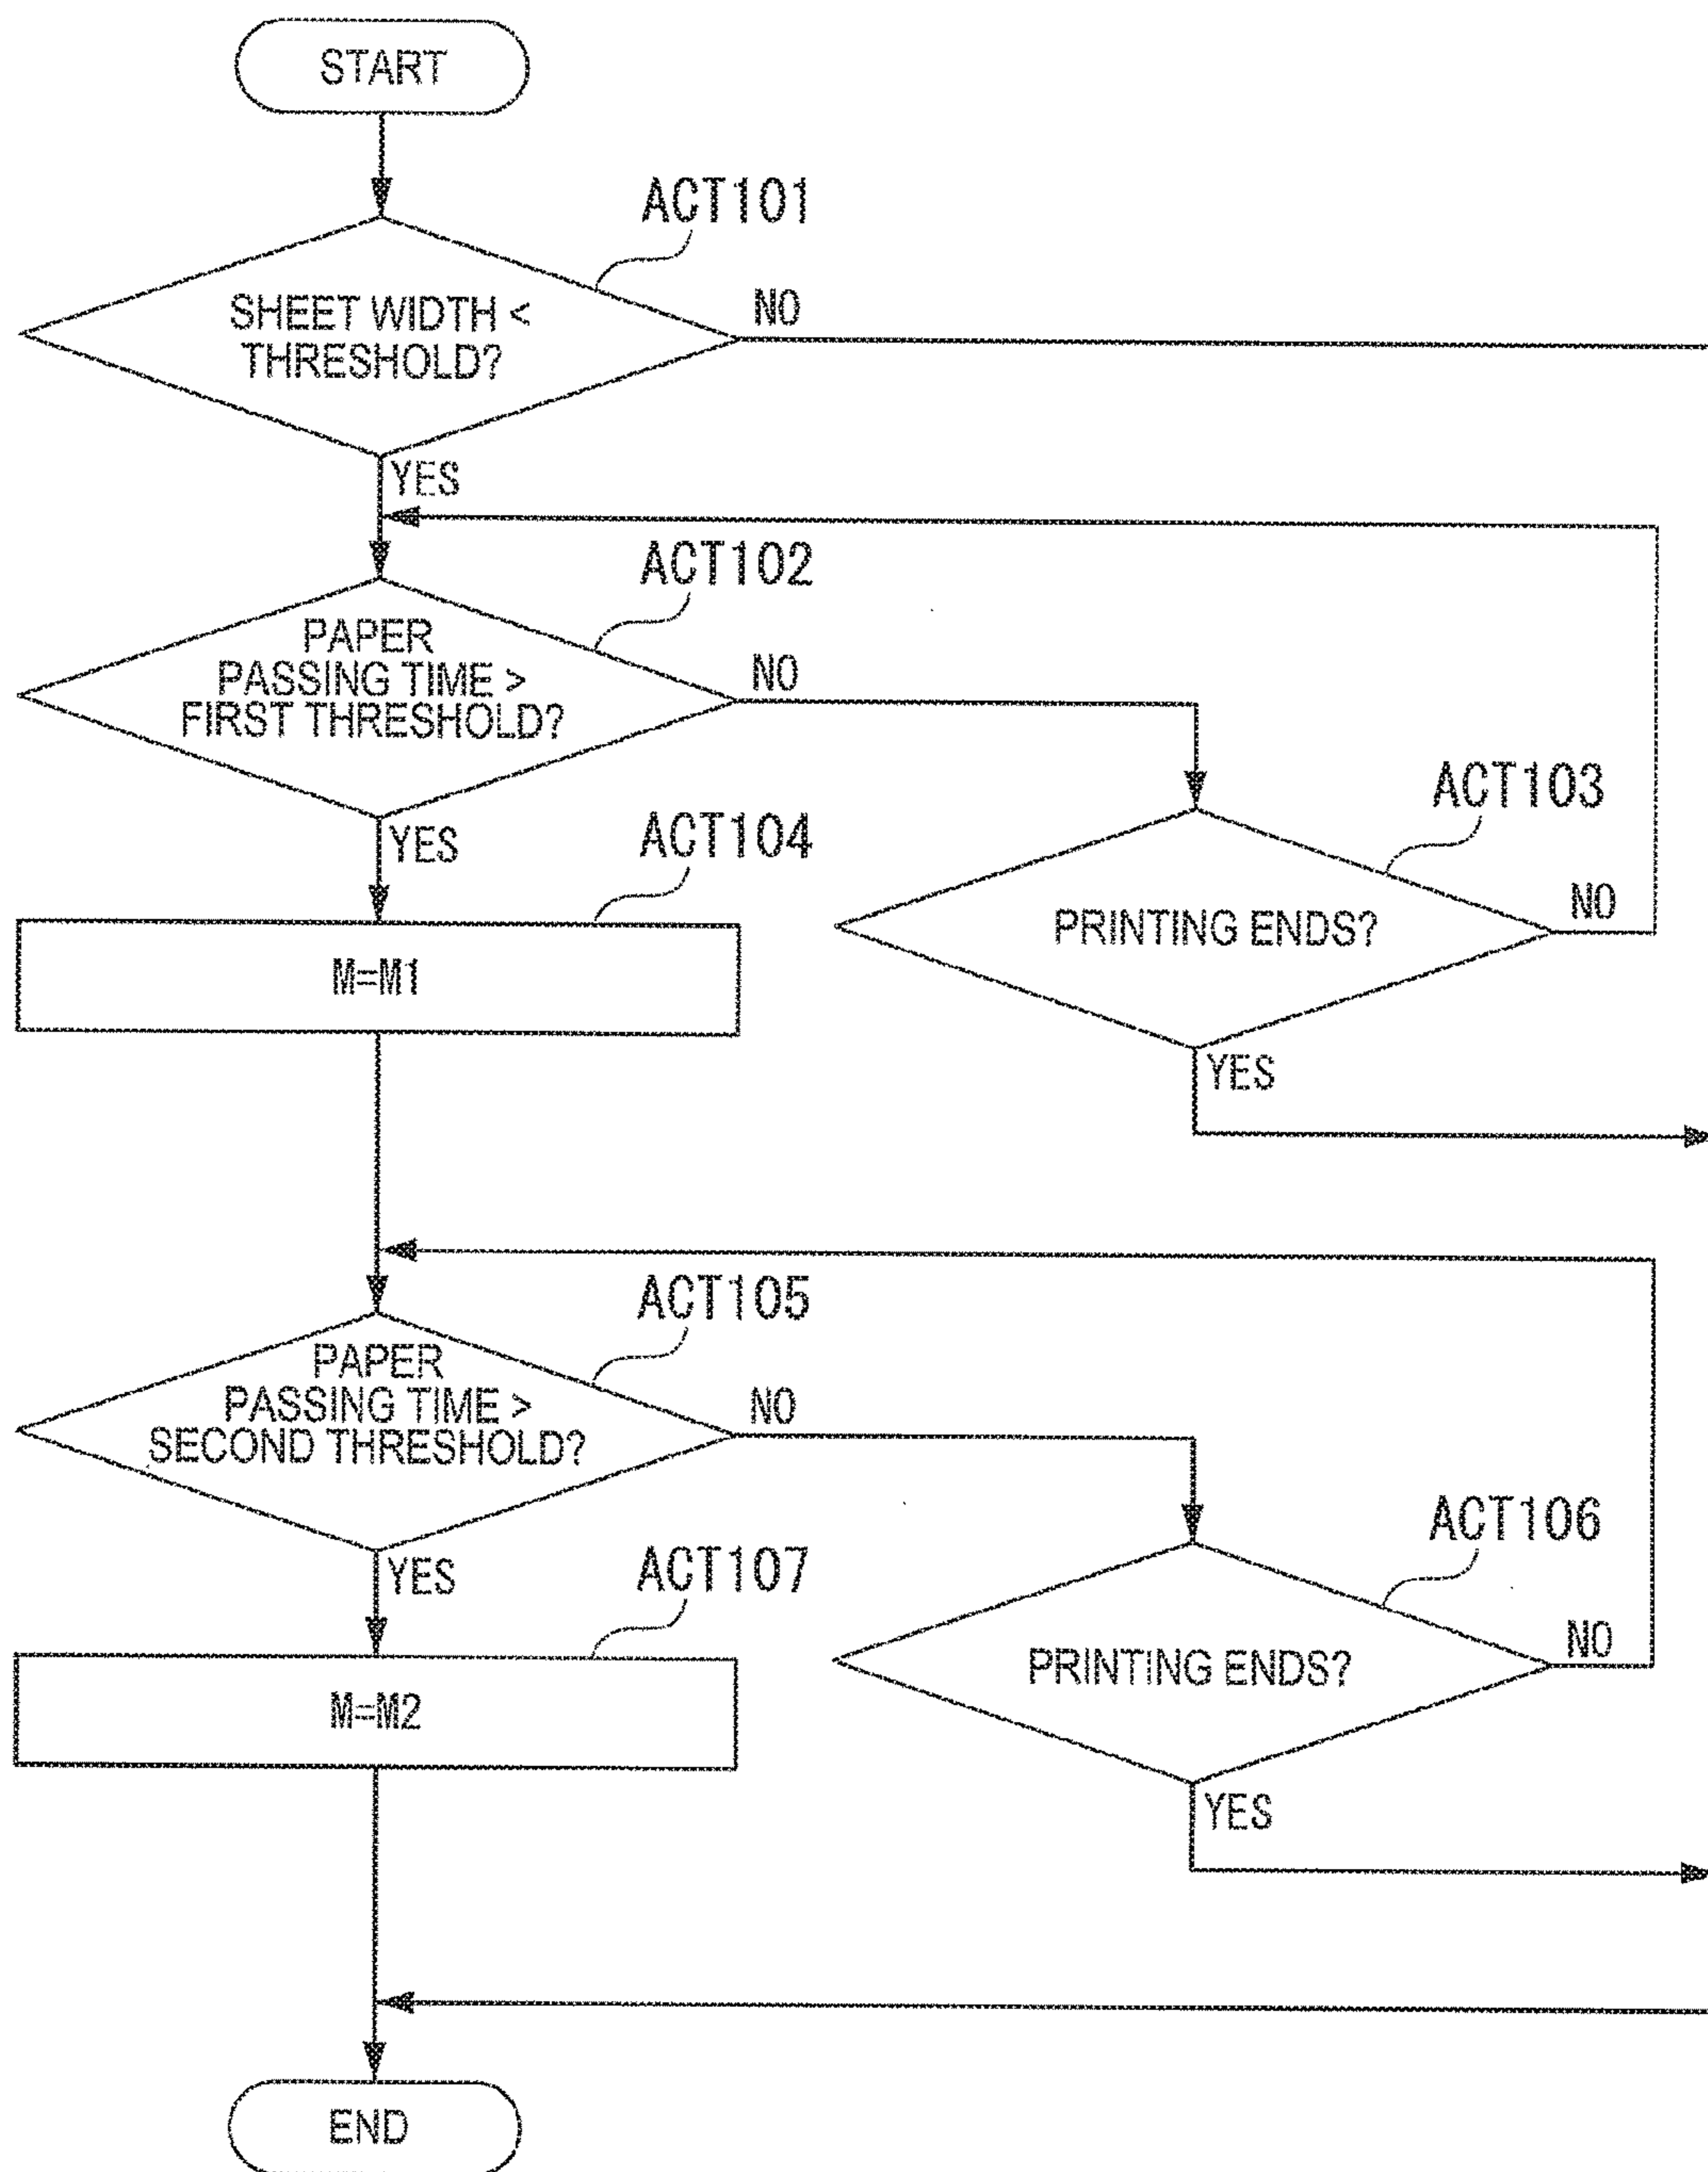 START
ACT101
SHEET WIDTH <
THRESHOLD?
NO
YES
ACT102
PAPER
PASSING TIME >
FIRST THRESHOLD?
NO
YES
ACT103
PRINTING ENDS?
NO
YES
ACT104
M=M1
ACT105
PAPER
PASSING TIME >
SECOND THRESHOLD?
NO
YES
ACT106
PRINTING ENDS?
NO
YES
ACT107
M=M2
END